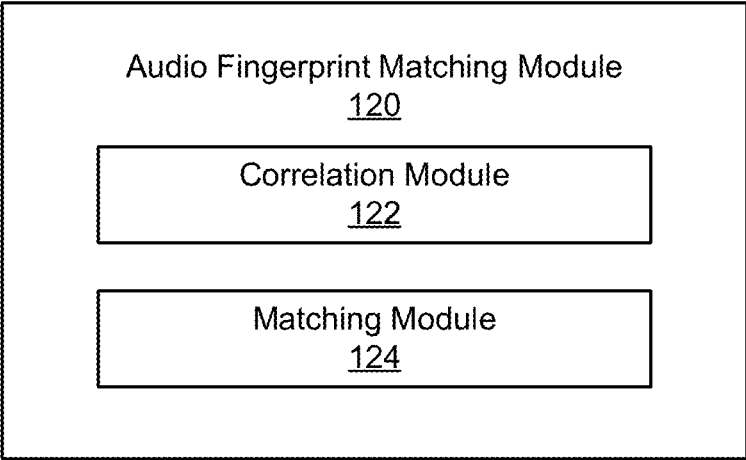 Audio Fingerprint Matching Module
120
Correlation Module
122
Matching Module
124